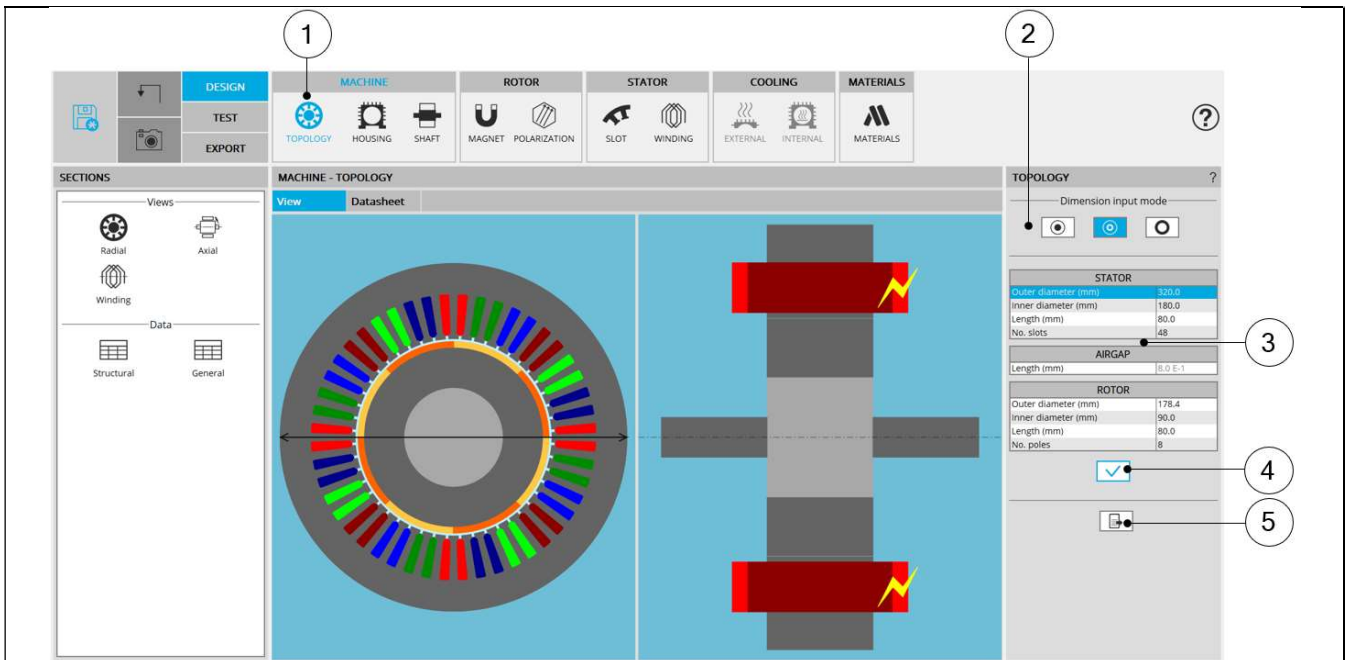 1
2
DESIGN
TEST
EXPORT
MACHINE
TOPOLOGY
HOUSING
SHAFT
ROTOR
MAGNET
POLARIZATION
STATOR
SLOT
WINDING
COOLING
EXTERNAL
INTERNAL
MATERIALS
MATERIALS
?
SECTIONS
Views
Radial
Axial
Winding
Data
Structural
General
MACHINE - TOPOLOGY
View
Datasheet
TOPOLOGY ?
Dimension input mode
STATOR
Outer diameter (mm) 320.0
Inner diameter (mm) 180.0
Length (mm) 80.0
No. slots 48
3
AIRGAP
Length (mm) 8.0 E-1
ROTOR
Outer diameter (mm) 178.4
Inner diameter (mm) 90.0
Length (mm) 80.0
No. poles 8
4
5